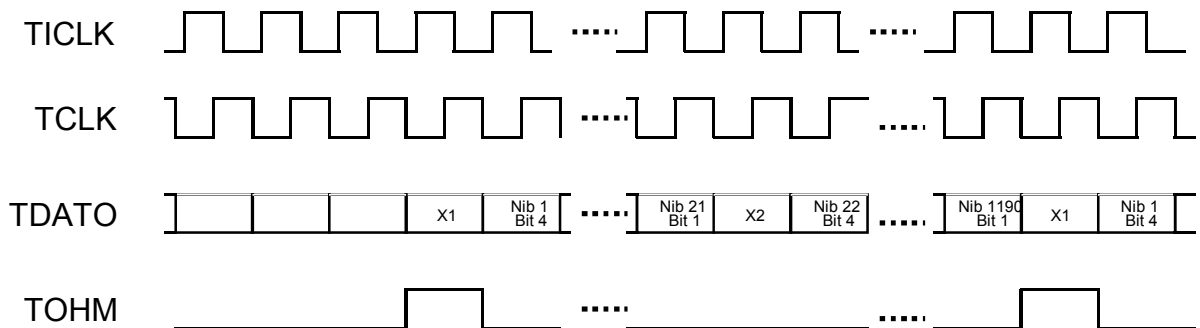 TICLK
TCLK
TDATO
X1
Nib 1
Bit 4
Nib 21
Bit 1
X2
Nib 22
Bit 4
Nib 1190
Bit 1
X1
Nib 1
Bit 4
TOHM